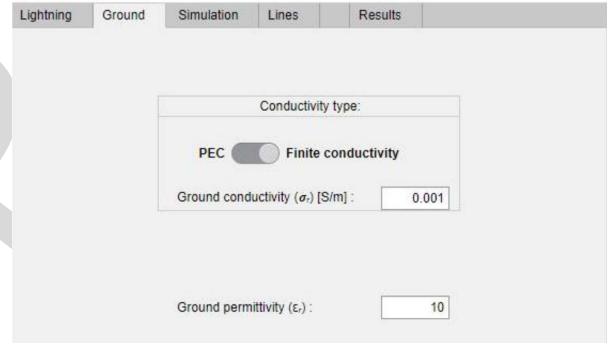 Lightning Ground Simulation Lines Results
Conductivity type:
PEC Finite conductivity
Ground conductivity (σᵣ) [S/m] : 0.001
Ground permittivity (εᵣ) : 10